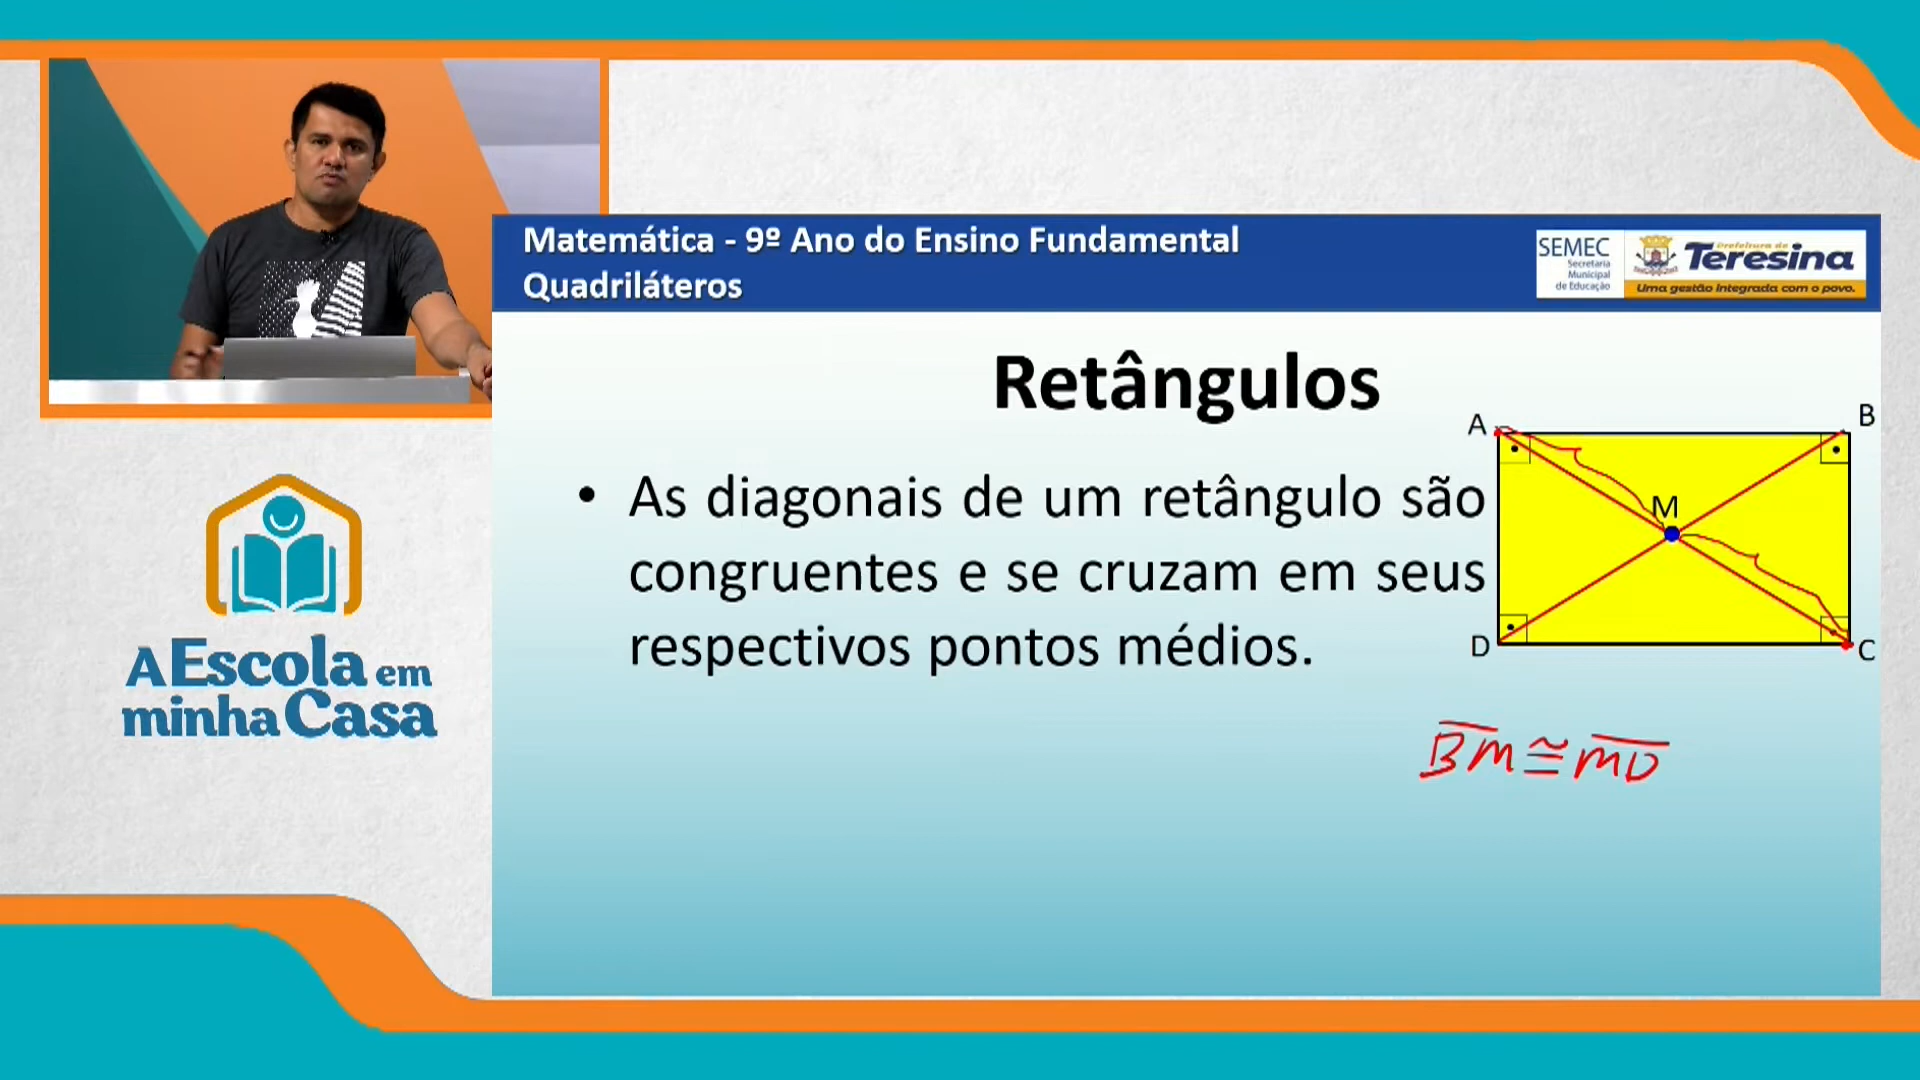 Matemática - 9º Ano do Ensino Fundamental
Quadriláteros
SEMEC
Secretaria
Municipal
de Educação
Prefeitura de
Teresina
Uma gestão integrada com o povo.
Retângulos
• As diagonais de um retângulo são
congruentes e se cruzam em seus
respectivos pontos médios.
A
B
M
D
C
BM ≅ MD
A Escola em
minha Casa